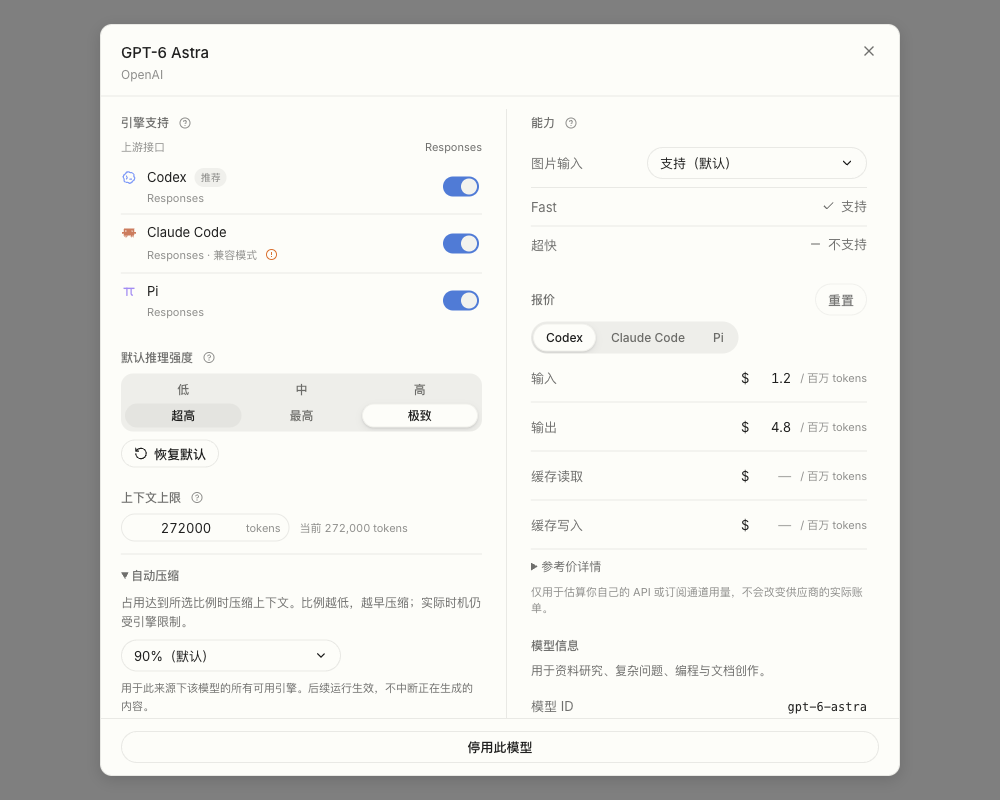 GPT-6 Astra
OpenAI
引擎支持
上游接口 Responses
Codex 推荐
Responses
Claude Code
Responses · 兼容模式
Pi
Responses
默认推理强度
低 中 高
超高 最高 极致
恢复默认
上下文上限
272000 tokens 当前 272,000 tokens
自动压缩
占用达到所选比例时压缩上下文。比例越低，越早压缩；实际时机仍
受引擎限制。
90%（默认）
用于此来源下该模型的所有可用引擎。后续运行生效，不中断正在生成的
内容。
能力
图片输入 支持（默认）
Fast 支持
超快 不支持
报价 重置
Codex Claude Code Pi
输入 $ 1.2 / 百万 tokens
输出 $ 4.8 / 百万 tokens
缓存读取 $ — / 百万 tokens
缓存写入 $ — / 百万 tokens
参考价详情
仅用于估算你自己的 API 或订阅通道用量，不会改变供应商的实际账
单。
模型信息
用于资料研究、复杂问题、编程与文档创作。
模型 ID gpt-6-astra
停用此模型